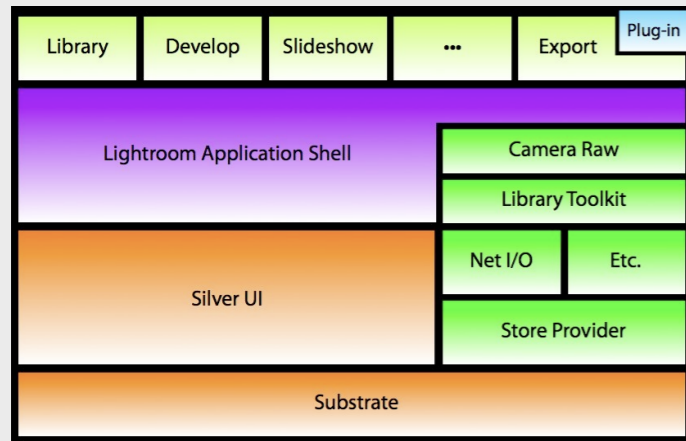 Library
Develop
Slideshow
...
Export
Plug-in
Lightroom Application Shell
Camera Raw
Library Toolkit
Silver UI
Net I/O
Etc.
Store Provider
Substrate